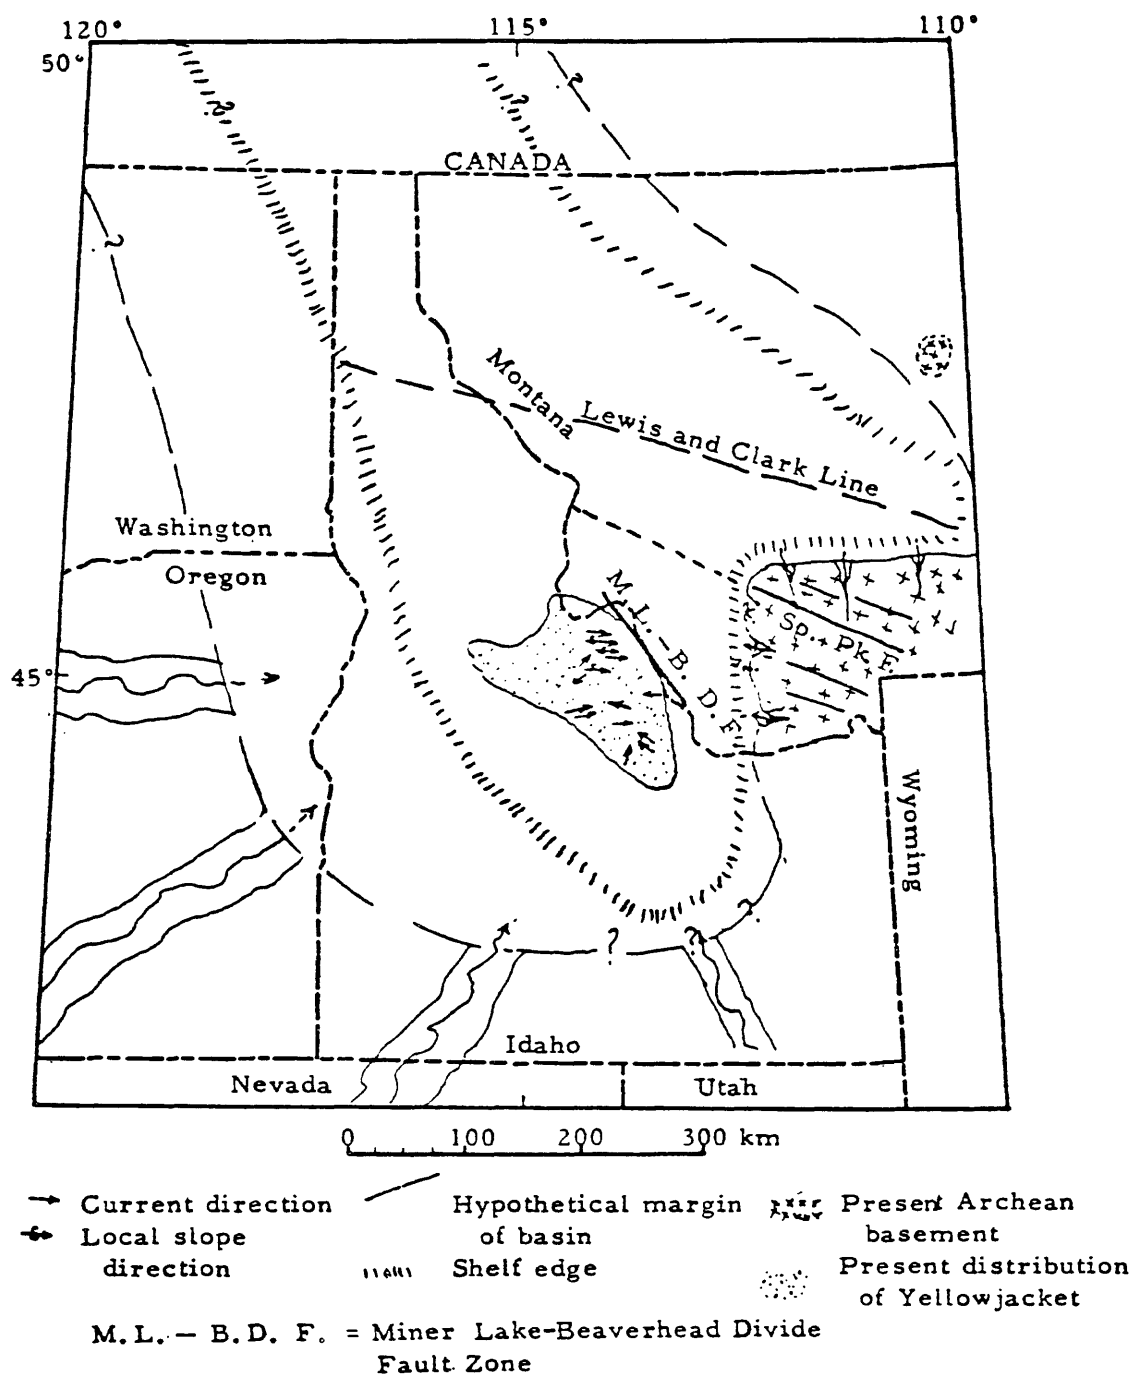 120°
115°
110°
50°
?
?
?
CANADA
?
Montana
Lewis and Clark Line
Washington
Oregon
M. L. – B. D. F.
Sp. Pk. F.
45°
Wyoming
?
?
?
Idaho
Nevada
Utah
0 100 200 300 km
Current direction
Local slope
direction
Hypothetical margin
of basin
Shelf edge
Present Archean
basement
Present distribution
of Yellowjacket
M. L. – B. D. F. = Miner Lake-Beaverhead Divide
Fault Zone